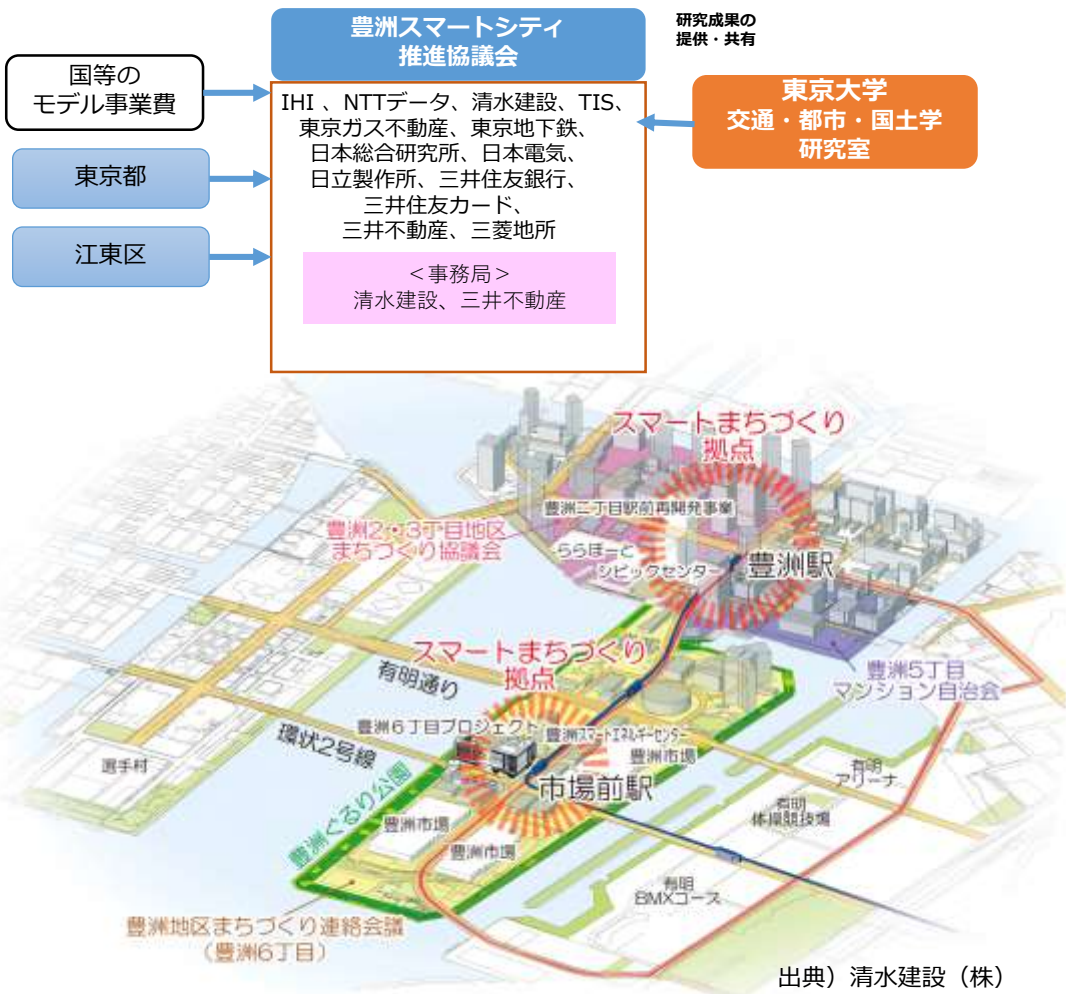 豊洲スマートシティ
推進協議会
研究成果の
提供・共有
国等の
モデル事業費
東京都
江東区
IHI 、NTTデータ、清水建設、TIS、
東京ガス不動産、東京地下鉄、
日本総合研究所、日本電気、
日立製作所、三井住友銀行、
三井住友カード、
三井不動産、三菱地所
＜事務局＞
清水建設、三井不動産
東京大学
交通・都市・国土学
研究室
スマートまちづくり
拠点
豊洲二丁目駅前再開発事業
豊洲2・3丁目地区
まちづくり協議会
ららぽーと
シビックセンター
豊洲駅
スマートまちづくり
拠点
有明通り
豊洲5丁目
マンション自治会
豊洲6丁目プロジェクト
豊洲スマートエネルギーセンター
環状2号線
豊洲市場
選手村
市場前駅
有明
アリーナ
有明
体操競技場
豊洲ぐるり公園
豊洲市場
豊洲市場
有明
BMXコース
豊洲地区まちづくり連絡会議
（豊洲6丁目）
出典）清水建設（株）